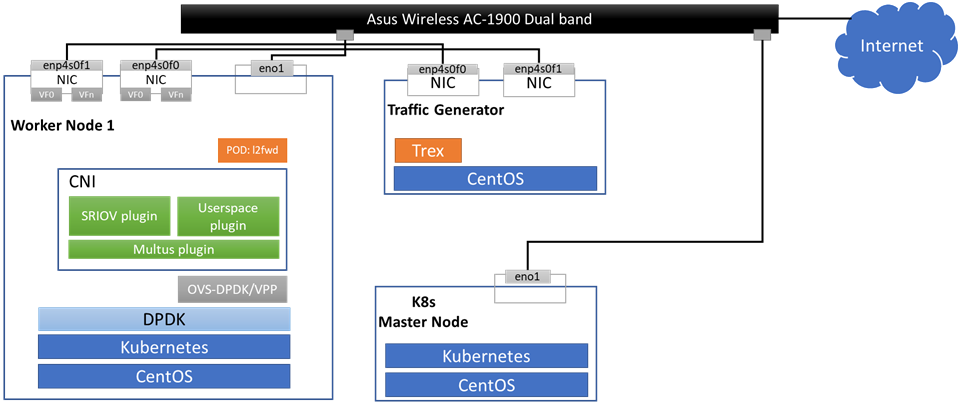 Asus Wireless AC-1900 Dual band
Internet
enp4s0f1
NIC
VF0
VFn
enp4s0f0
NIC
VF0
VFn
eno1
Worker Node 1
POD: l2fwd
CNI
SRIOV plugin
Userspace
plugin
Multus plugin
OVS-DPDK/VPP
DPDK
Kubernetes
CentOS
enp4s0f0
NIC
enp4s0f1
NIC
Traffic Generator
Trex
CentOS
eno1
K8s
Master Node
Kubernetes
CentOS